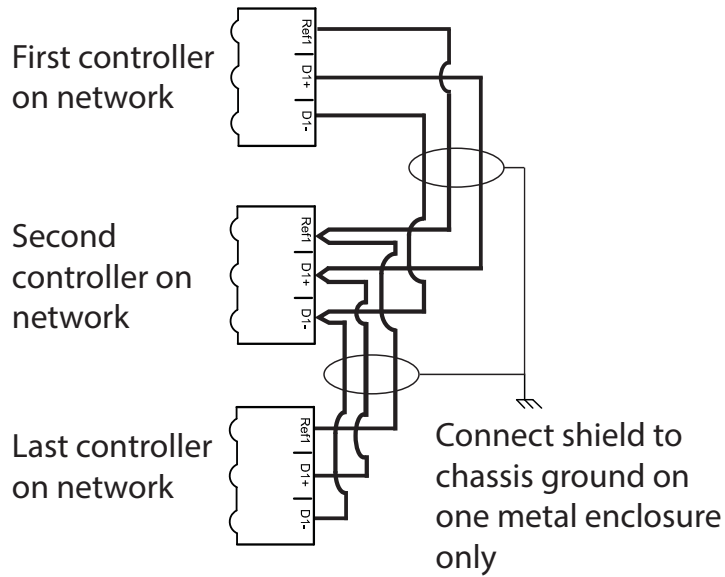 First controller
on network
Ref1
D1+
D1-
Second
controller on
network
Ref1
D1+
D1-
Last controller
on network
Ref1
D1+
D1-
Connect shield to
chassis ground on
one metal enclosure
only